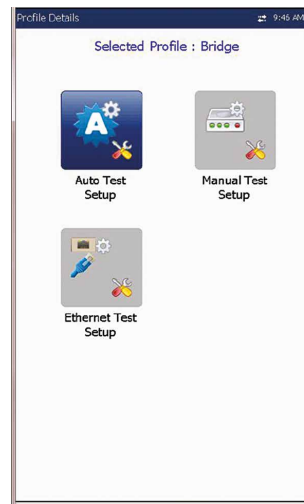 Profile Details 9:46 AM
Selected Profile : Bridge
A
Auto Test Setup
Manual Test Setup
Ethernet Test Setup